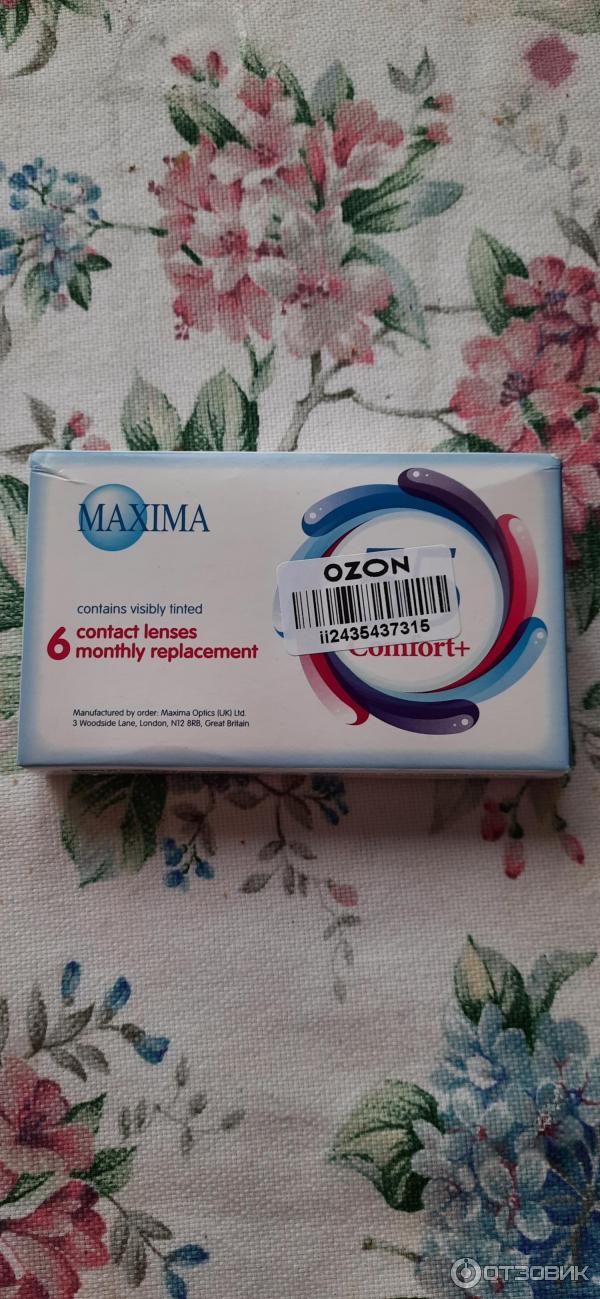 MAXIMA
contains visibly tinted
6 contact lenses
monthly replacement
Manufactured by order: Maxima Optics (UK) Ltd.
3 Woodside Lane, London, N12 8RB, Great Britain
OZON
ii2435437315
Comfort+
ОТЗОВИК